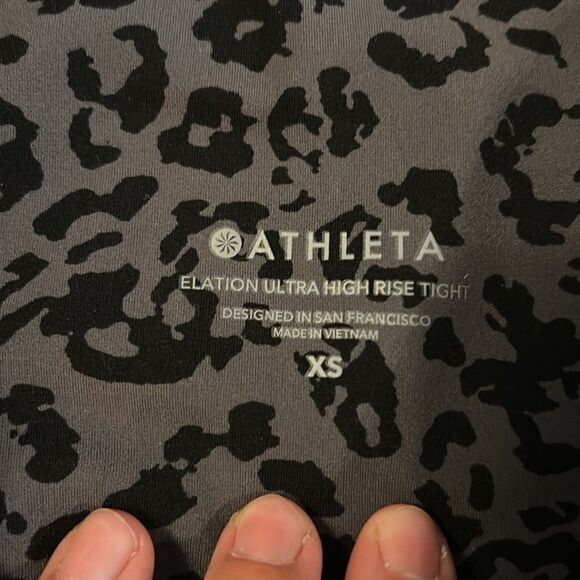 ATHLETA
ELATION ULTRA HIGH RISE TIGHT
DESIGNED IN SAN FRANCISCO
MADE IN VIETNAM
XS